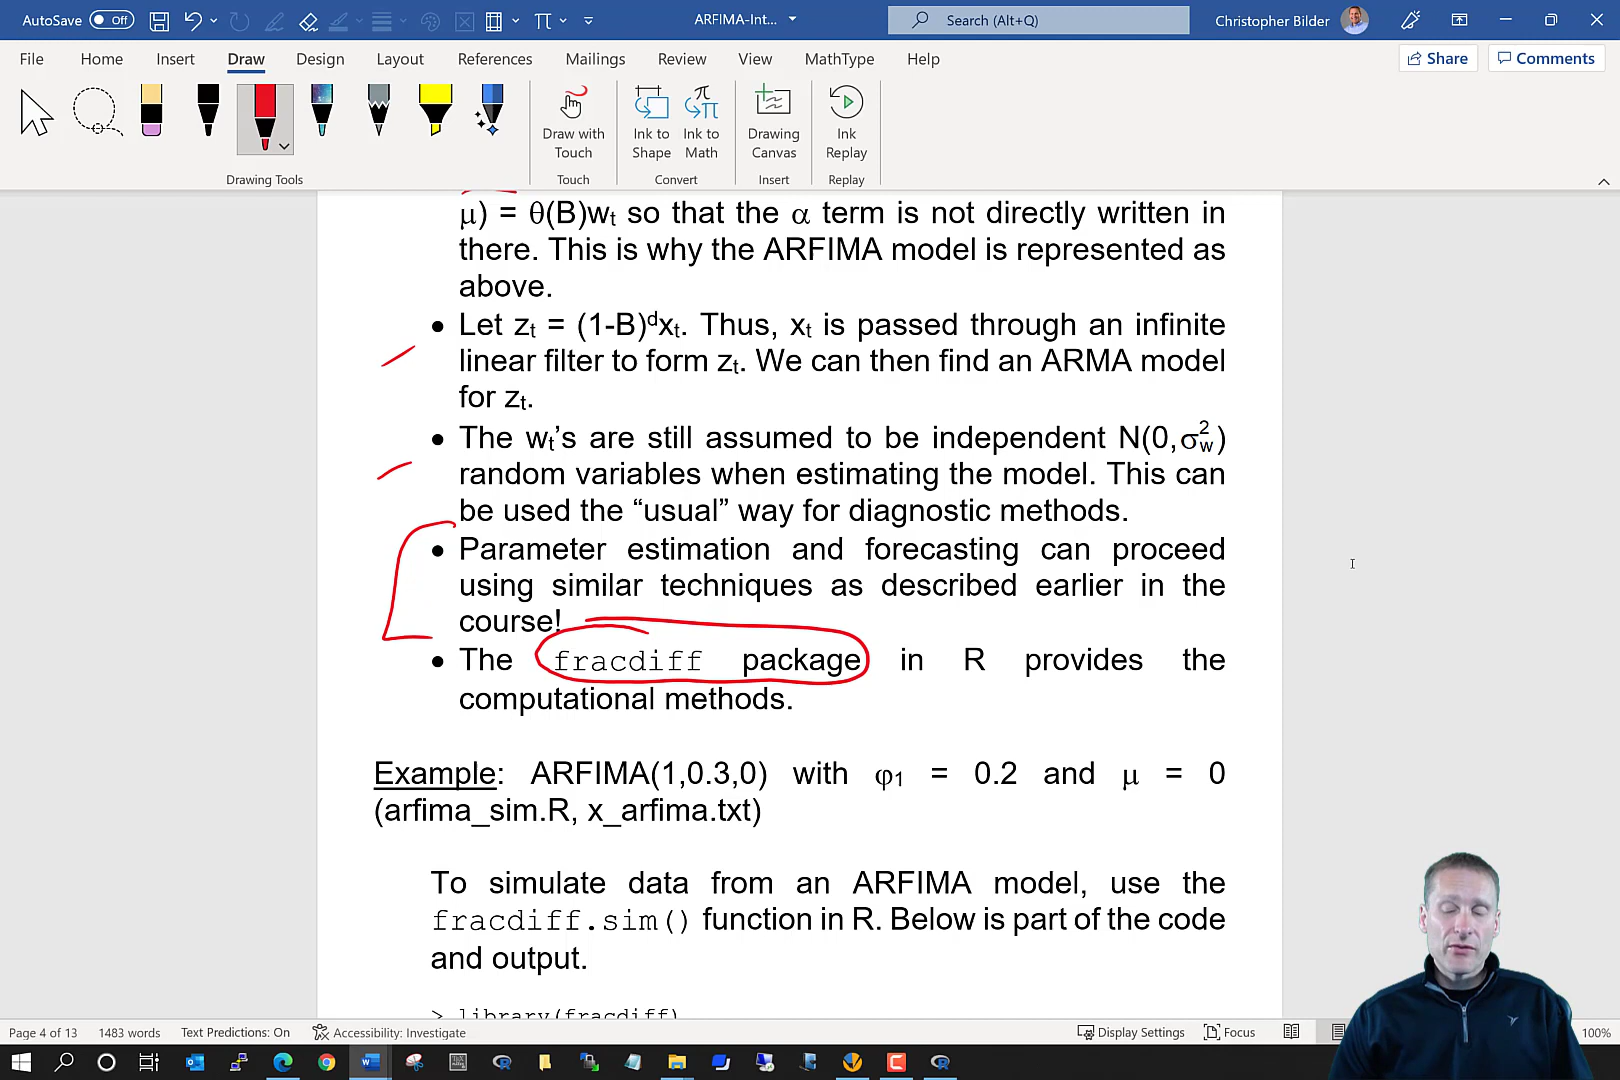 AutoSave Off ARFIMA-Int... Search (Alt+Q) Christopher Bilder
File Home Insert Draw Design Layout References Mailings Review View MathType Help Share Comments
Draw with Touch
Ink to Shape
Ink to Math
Drawing Canvas
Ink Replay
Drawing Tools Touch Convert Insert Replay
μ) = θ(B)wₜ so that the α term is not directly written in
there. This is why the ARFIMA model is represented as
above.
• Let zₜ = (1-B)ᵈxₜ. Thus, xₜ is passed through an infinite
linear filter to form zₜ. We can then find an ARMA model
for zₜ.
• The wₜ’s are still assumed to be independent N(0,σ²w)
random variables when estimating the model. This can
be used the “usual” way for diagnostic methods.
• Parameter estimation and forecasting can proceed
using similar techniques as described earlier in the
course!
• The fracdiff package in R provides the
computational methods.
Example: ARFIMA(1,0.3,0) with φ₁ = 0.2 and μ = 0
(arfima_sim.R, x_arfima.txt)
To simulate data from an ARFIMA model, use the
fracdiff.sim() function in R. Below is part of the code
and output.
> library(fracdiff)
Page 4 of 13 1483 words Text Predictions: On Accessibility: Investigate Display Settings Focus 100%